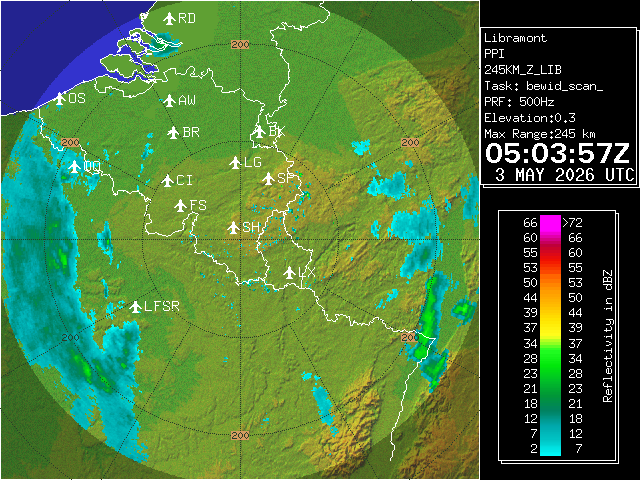 RD
200
OS
AW
BR
BK
200
200
LG
CI
SP
FS
SH
LX
LFSR
200
200
200
Libramont
PPI
245KM_Z_LIB
Task: bewid_scan_
PRF: 500Hz
Elevation:0.3
Max Range:245 km
05:03:57Z
3 MAY 2026 UTC
66 >72
60 66
55 60
53 55
50 53
44 50
39 44
37 39
34 37
28 34
23 28
21 23
18 21
12 18
7 12
2 7
Reflectivity in dBZ